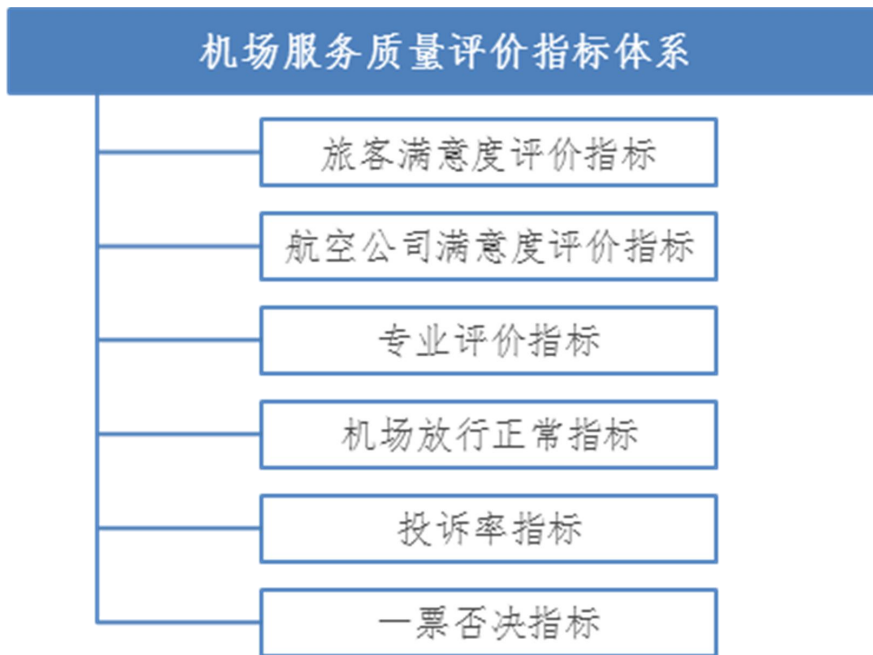 机场服务质量评价指标体系
旅客满意度评价指标
航空公司满意度评价指标
专业评价指标
机场放行正常指标
投诉率指标
一票否决指标